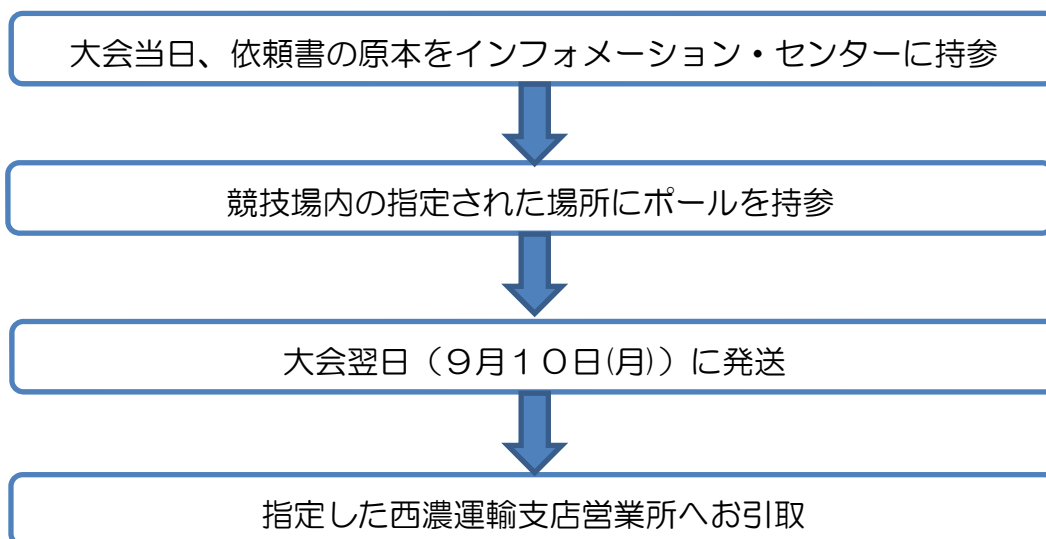 大会当日、依頼書の原本をインフォメーション・センターに持参
競技場内の指定された場所にポールを持参
大会翌日（９月１０日(月)）に発送
指定した西濃運輸支店営業所へお引取